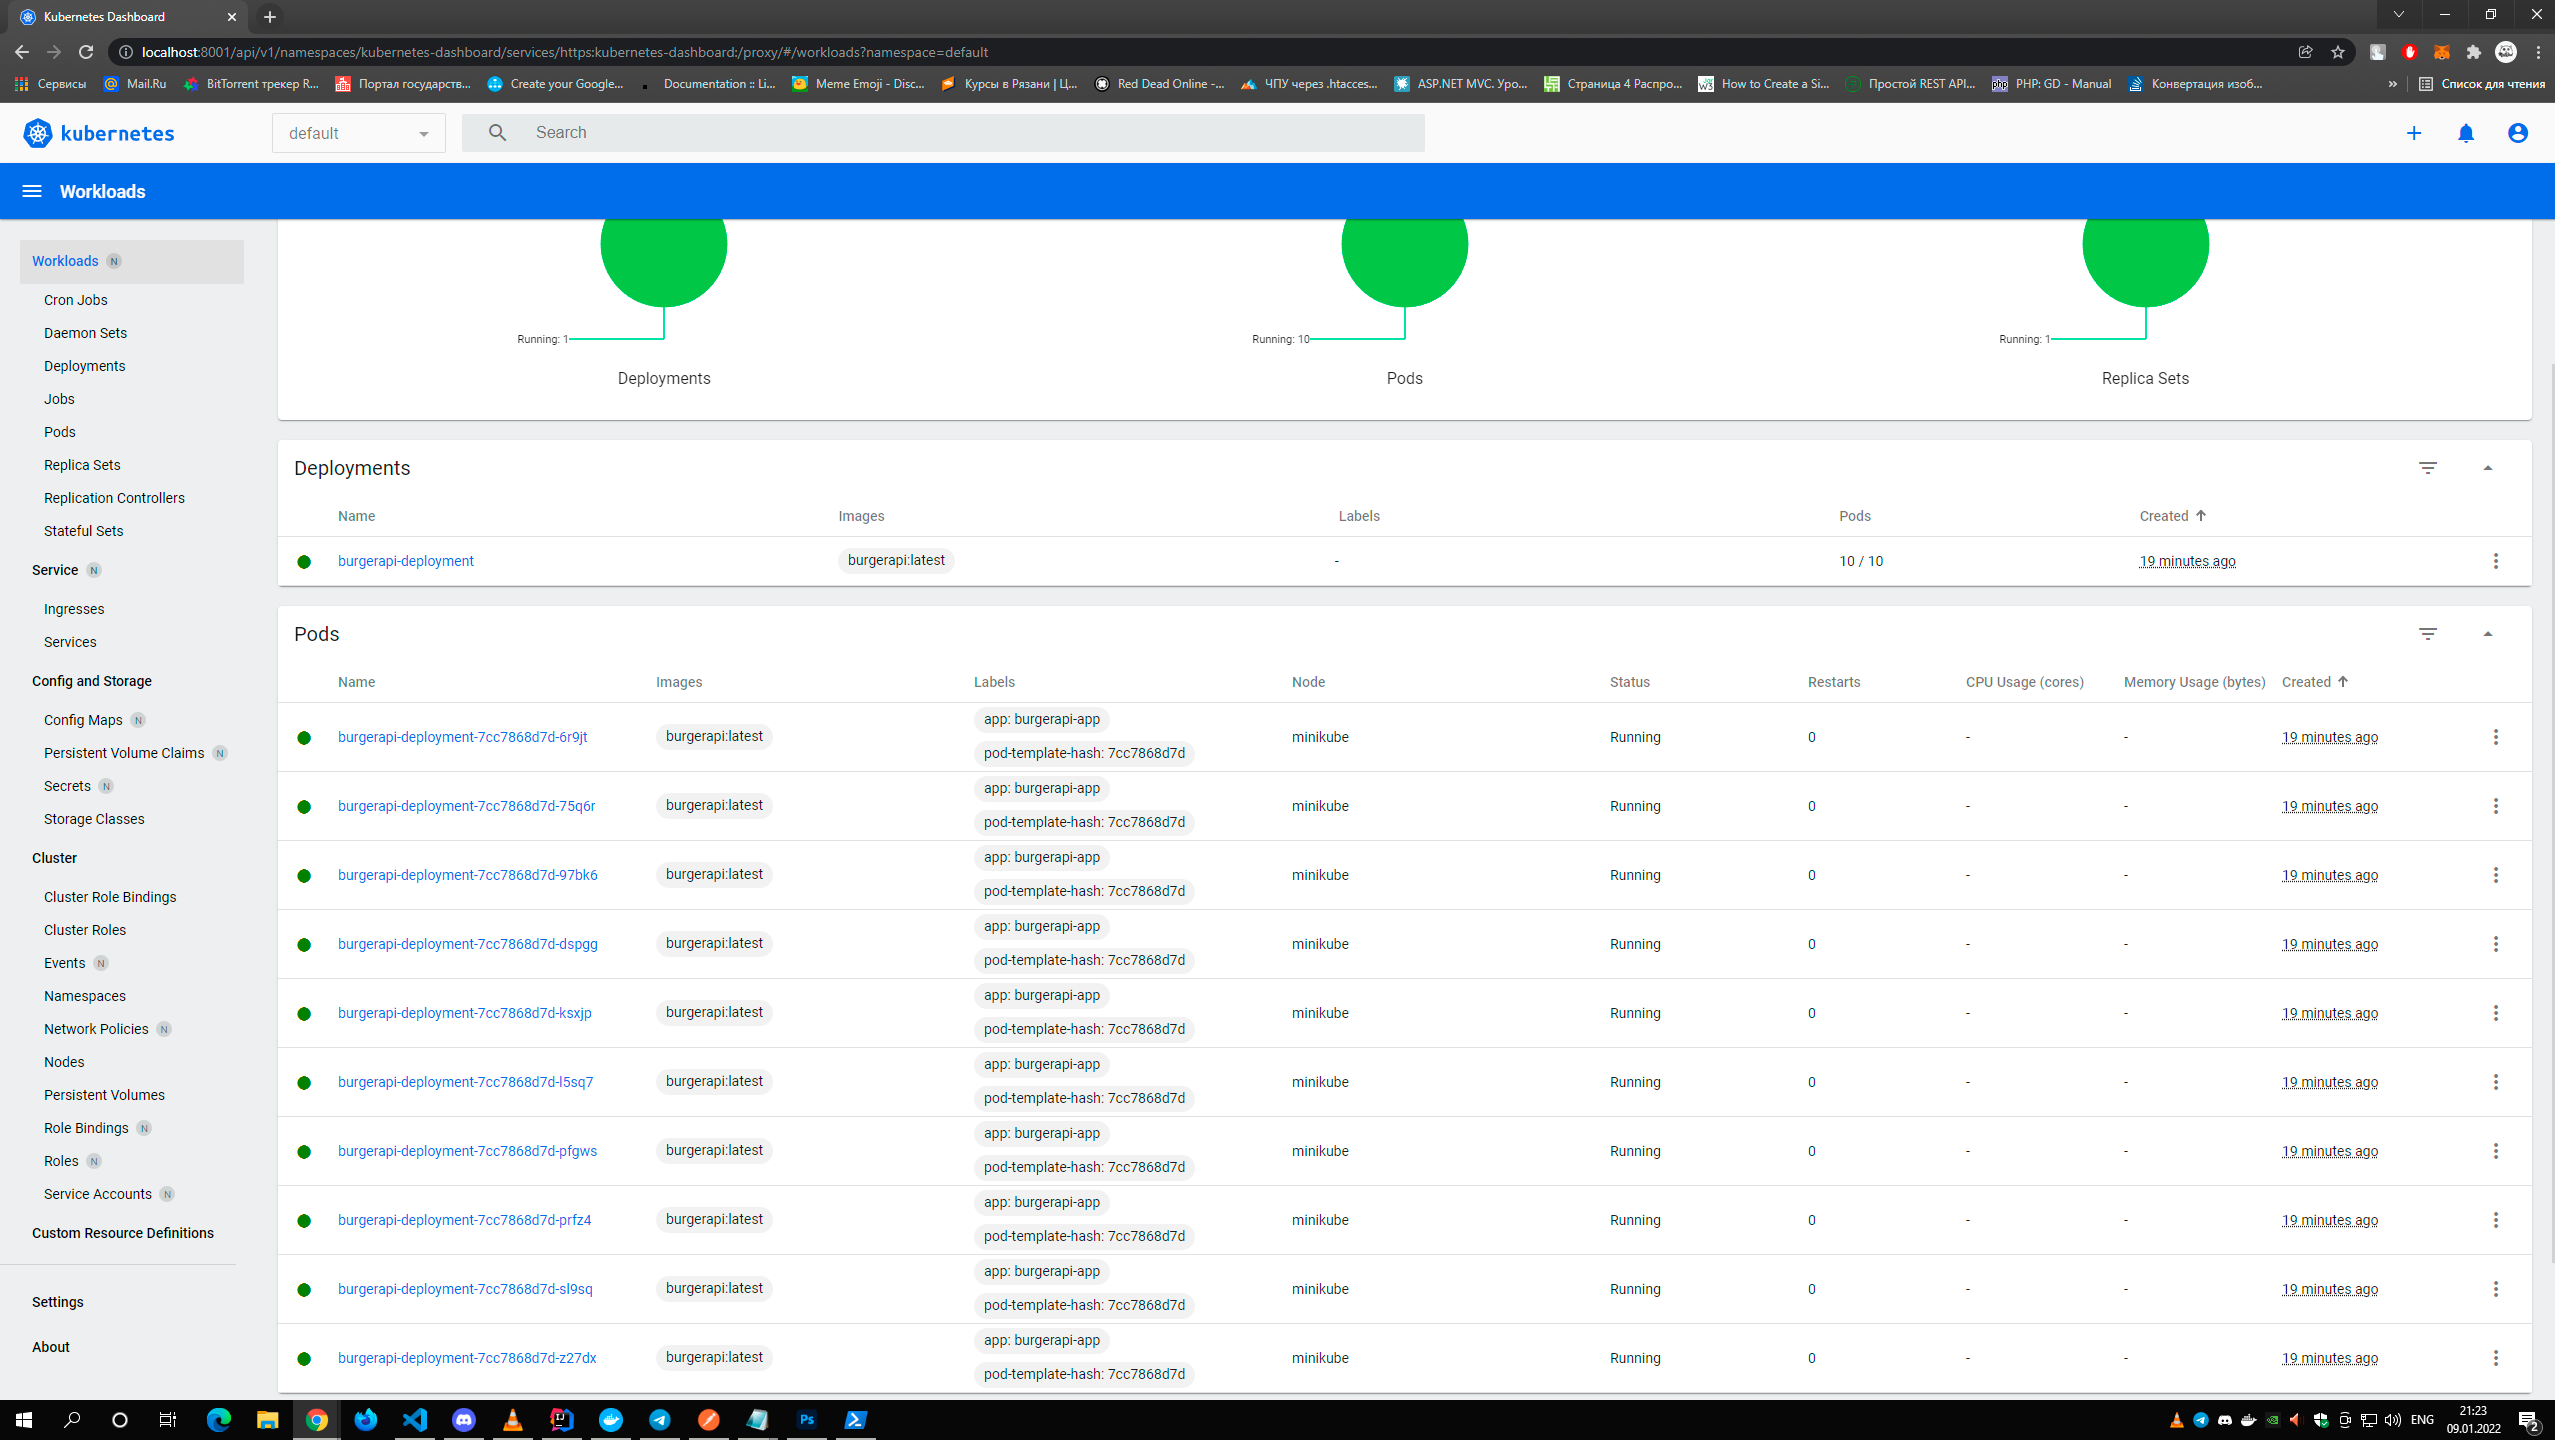 Kubernetes Dashboard
localhost:8001/api/v1/namespaces/kubernetes-dashboard/services/https:kubernetes-dashboard:/proxy/#/workloads?namespace=default
Сервисы Mail.Ru BitTorrent трекер R... Портал государств... Create your Google... Documentation :: Li... Meme Emoji - Disc... Курсы в Рязани | Ц... Red Dead Online -... ЧПУ через .htacces... ASP.NET MVC. Уро... Страница 4 Распро... How to Create a Si... Простой REST API... PHP: GD - Manual Конвертация изоб... » Список для чтения
kubernetes default Search
Workloads
Workloads N
Cron Jobs
Daemon Sets
Deployments
Jobs
Pods
Replica Sets
Replication Controllers
Stateful Sets
Service N
Ingresses
Services
Config and Storage
Config Maps N
Persistent Volume Claims N
Secrets N
Storage Classes
Cluster
Cluster Role Bindings
Cluster Roles
Events N
Namespaces
Network Policies N
Nodes
Persistent Volumes
Role Bindings N
Roles N
Service Accounts N
Custom Resource Definitions
Settings
About
Running: 1 Running: 10 Running: 1
Deployments Pods Replica Sets
Deployments
Name Images Labels Pods Created
burgerapi-deployment burgerapi:latest - 10 / 10 19 minutes ago
Pods
Name Images Labels Node Status Restarts CPU Usage (cores) Memory Usage (bytes) Created
app: burgerapi-app
burgerapi-deployment-7cc7868d7d-6r9jt burgerapi:latest minikube Running 0 - - 19 minutes ago
pod-template-hash: 7cc7868d7d
app: burgerapi-app
burgerapi-deployment-7cc7868d7d-75q6r burgerapi:latest minikube Running 0 - - 19 minutes ago
pod-template-hash: 7cc7868d7d
app: burgerapi-app
burgerapi-deployment-7cc7868d7d-97bk6 burgerapi:latest minikube Running 0 - - 19 minutes ago
pod-template-hash: 7cc7868d7d
app: burgerapi-app
burgerapi-deployment-7cc7868d7d-dspgg burgerapi:latest minikube Running 0 - - 19 minutes ago
pod-template-hash: 7cc7868d7d
app: burgerapi-app
burgerapi-deployment-7cc7868d7d-ksxjp burgerapi:latest minikube Running 0 - - 19 minutes ago
pod-template-hash: 7cc7868d7d
app: burgerapi-app
burgerapi-deployment-7cc7868d7d-l5sq7 burgerapi:latest minikube Running 0 - - 19 minutes ago
pod-template-hash: 7cc7868d7d
app: burgerapi-app
burgerapi-deployment-7cc7868d7d-pfgws burgerapi:latest minikube Running 0 - - 19 minutes ago
pod-template-hash: 7cc7868d7d
app: burgerapi-app
burgerapi-deployment-7cc7868d7d-prfz4 burgerapi:latest minikube Running 0 - - 19 minutes ago
pod-template-hash: 7cc7868d7d
app: burgerapi-app
burgerapi-deployment-7cc7868d7d-sl9sq burgerapi:latest minikube Running 0 - - 19 minutes ago
pod-template-hash: 7cc7868d7d
app: burgerapi-app
burgerapi-deployment-7cc7868d7d-z27dx burgerapi:latest minikube Running 0 - - 19 minutes ago
pod-template-hash: 7cc7868d7d
Ps ENG 21:23
09.01.2022 2